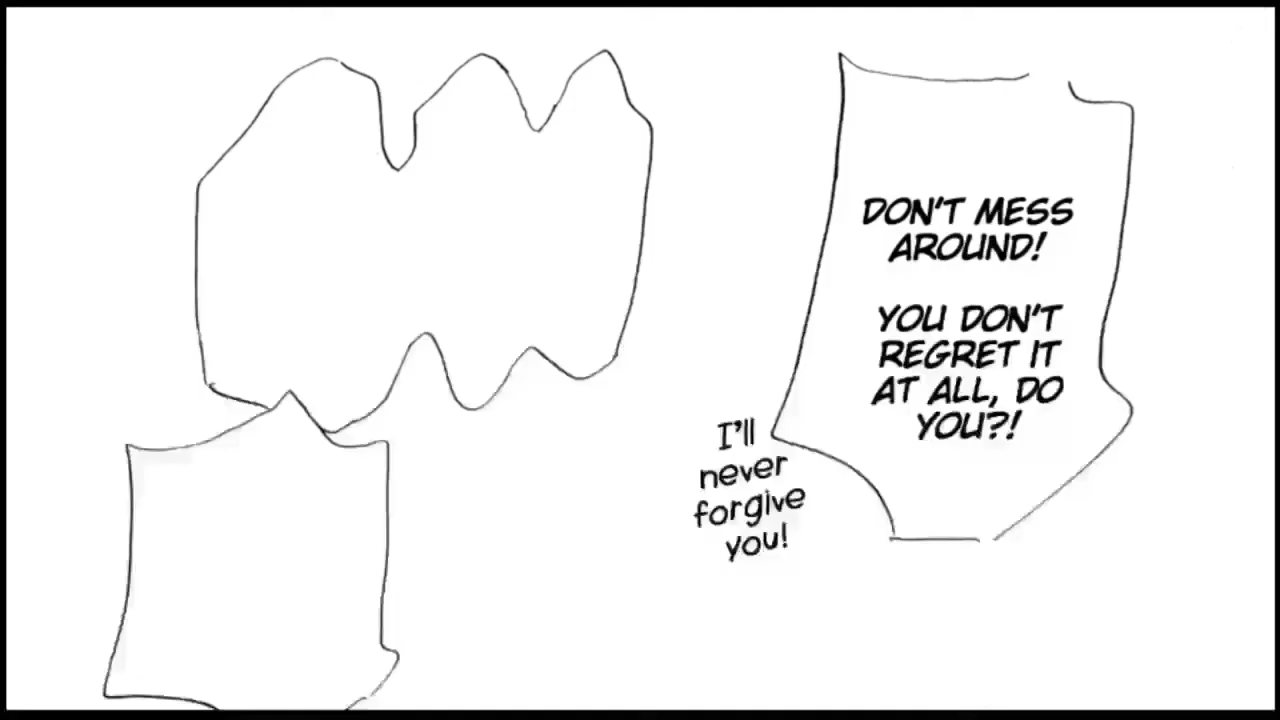 DON'T MESS
AROUND!
YOU DON'T
REGRET IT
AT ALL, DO
YOU?!
I'll
never
forgive
you!